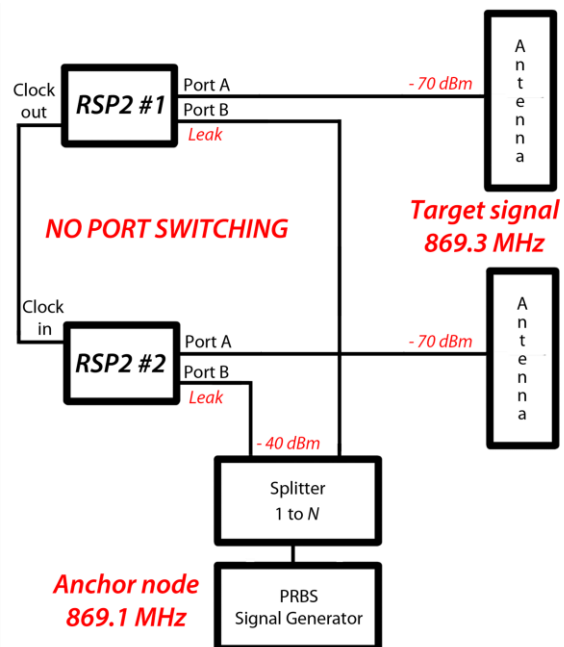 Antenna
Clock
out
RSP2 #1
Port A
Port B
Leak
- 70 dBm
NO PORT SWITCHING
Target signal
869.3 MHz
Clock
in
RSP2 #2
Port A
Port B
Leak
- 70 dBm
Antenna
- 40 dBm
Splitter
1 to N
Anchor node
869.1 MHz
PRBS
Signal Generator